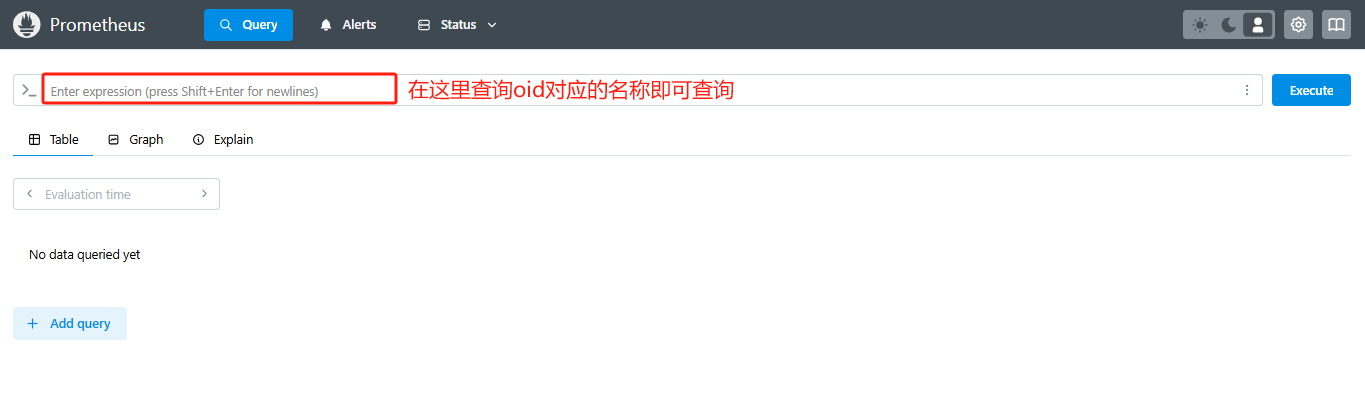 Prometheus
Query
Alerts
Status
Enter expression (press Shift+Enter for newlines)
在这里查询oid对应的名称即可查询
Execute
Table
Graph
Explain
Evaluation time
No data queried yet
Add query